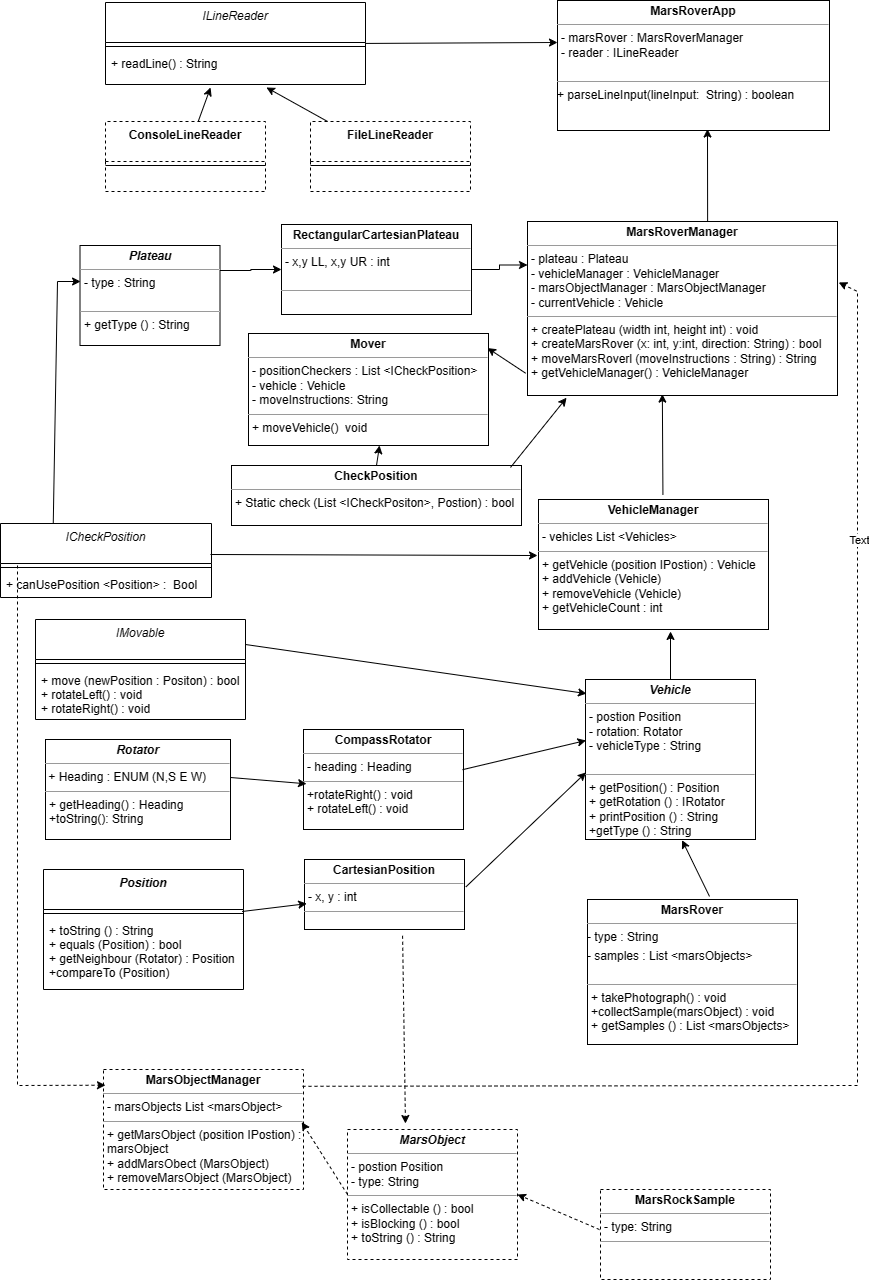 ILineReader
+ readLine() : String
MarsRoverApp
- marsRover : MarsRoverManager
- reader : ILineReader
+ parseLineInput(lineInput: String) : boolean
ConsoleLineReader
FileLineReader
Plateau
- type : String
+ getType () : String
RectangularCartesianPlateau
- x,y LL, x,y UR : int
MarsRoverManager
- plateau : Plateau
- vehicleManager : VehicleManager
- marsObjectManager : MarsObjectManager
- currentVehicle : Vehicle
+ createPlateau (width int, height int) : void
+ createMarsRover (x: int, y:int, direction: String) : bool
+ moveMarsRoverl (moveInstructions : String) : String
+ getVehicleManager() : VehicleManager
Mover
- positionCheckers : List <ICheckPosition>
- vehicle : Vehicle
- moveInstructions: String
+ moveVehicle() void
CheckPosition
+ Static check (List <ICheckPositon>, Postion) : bool
ICheckPosition
+ canUsePosition <Position> : Bool
VehicleManager
- vehicles List <Vehicles>
+ getVehicle (position IPostion) : Vehicle
+ addVehicle (Vehicle)
+ removeVehicle (Vehicle)
+ getVehicleCount : int
Text
IMovable
+ move (newPosition : Positon) : bool
+ rotateLeft() : void
+ rotateRight() : void
Vehicle
- postion Position
- rotation: Rotator
- vehicleType : String
+ getPosition() : Position
+ getRotation () : IRotator
+ printPosition () : String
+getType () : String
Rotator
+ Heading : ENUM (N,S E W)
+ getHeading() : Heading
+toString(): String
CompassRotator
- heading : Heading
+rotateRight() : void
+ rotateLeft() : void
Position
+ toString () : String
+ equals (Position) : bool
+ getNeighbour (Rotator) : Position
+compareTo (Position)
CartesianPosition
- x, y : int
MarsRover
- type : String
- samples : List <marsObjects>
+ takePhotograph() : void
+collectSample(marsObject) : void
+ getSamples () : List <marsObjects>
MarsObjectManager
- marsObjects List <marsObject>
+ getMarsObject (position IPostion) :
marsObject
+ addMarsObect (MarsObject)
+ removeMarsObject (MarsObject)
MarsObject
- postion Position
- type: String
+ isCollectable () : bool
+ isBlocking () : bool
+ toString () : String
MarsRockSample
- type: String